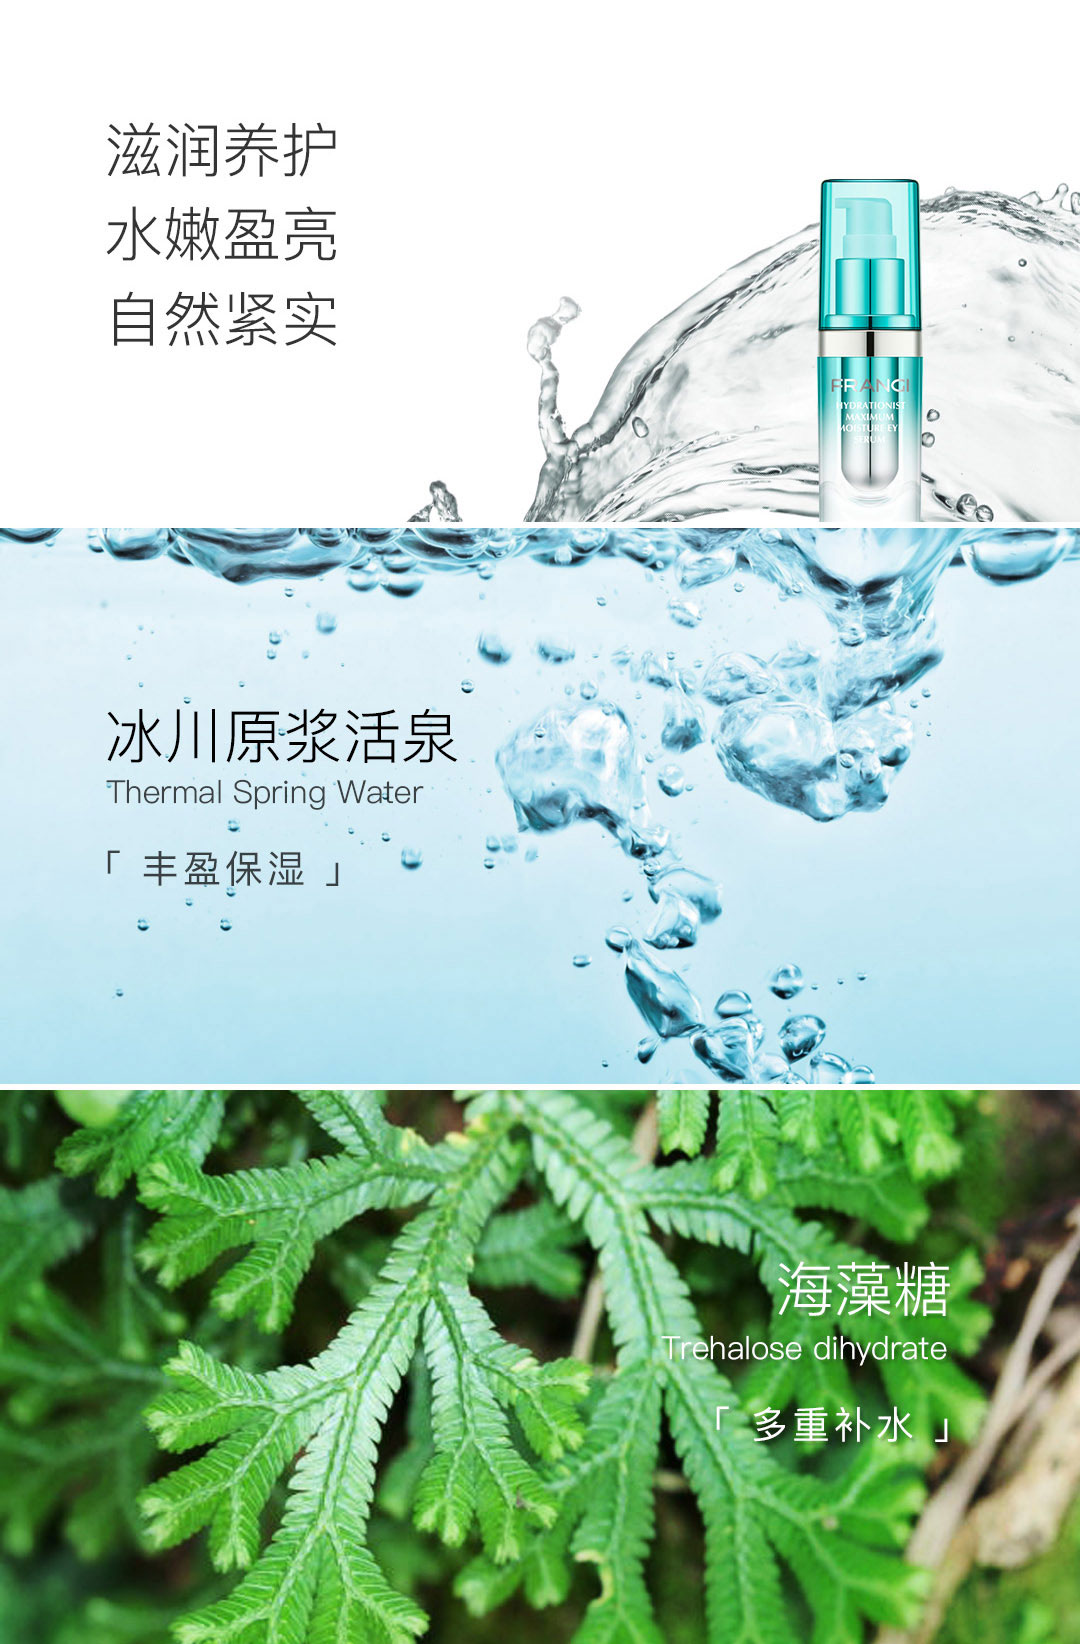 滋润养护
水嫩盈亮
自然紧实
FRANGI
HYDRATIONIST
MAXIMUM
MOISTURE EY
SERUM
冰川原浆活泉
Thermal Spring Water
「 丰盈保湿 」
海藻糖
Trehalose dihydrate
「 多重补水 」